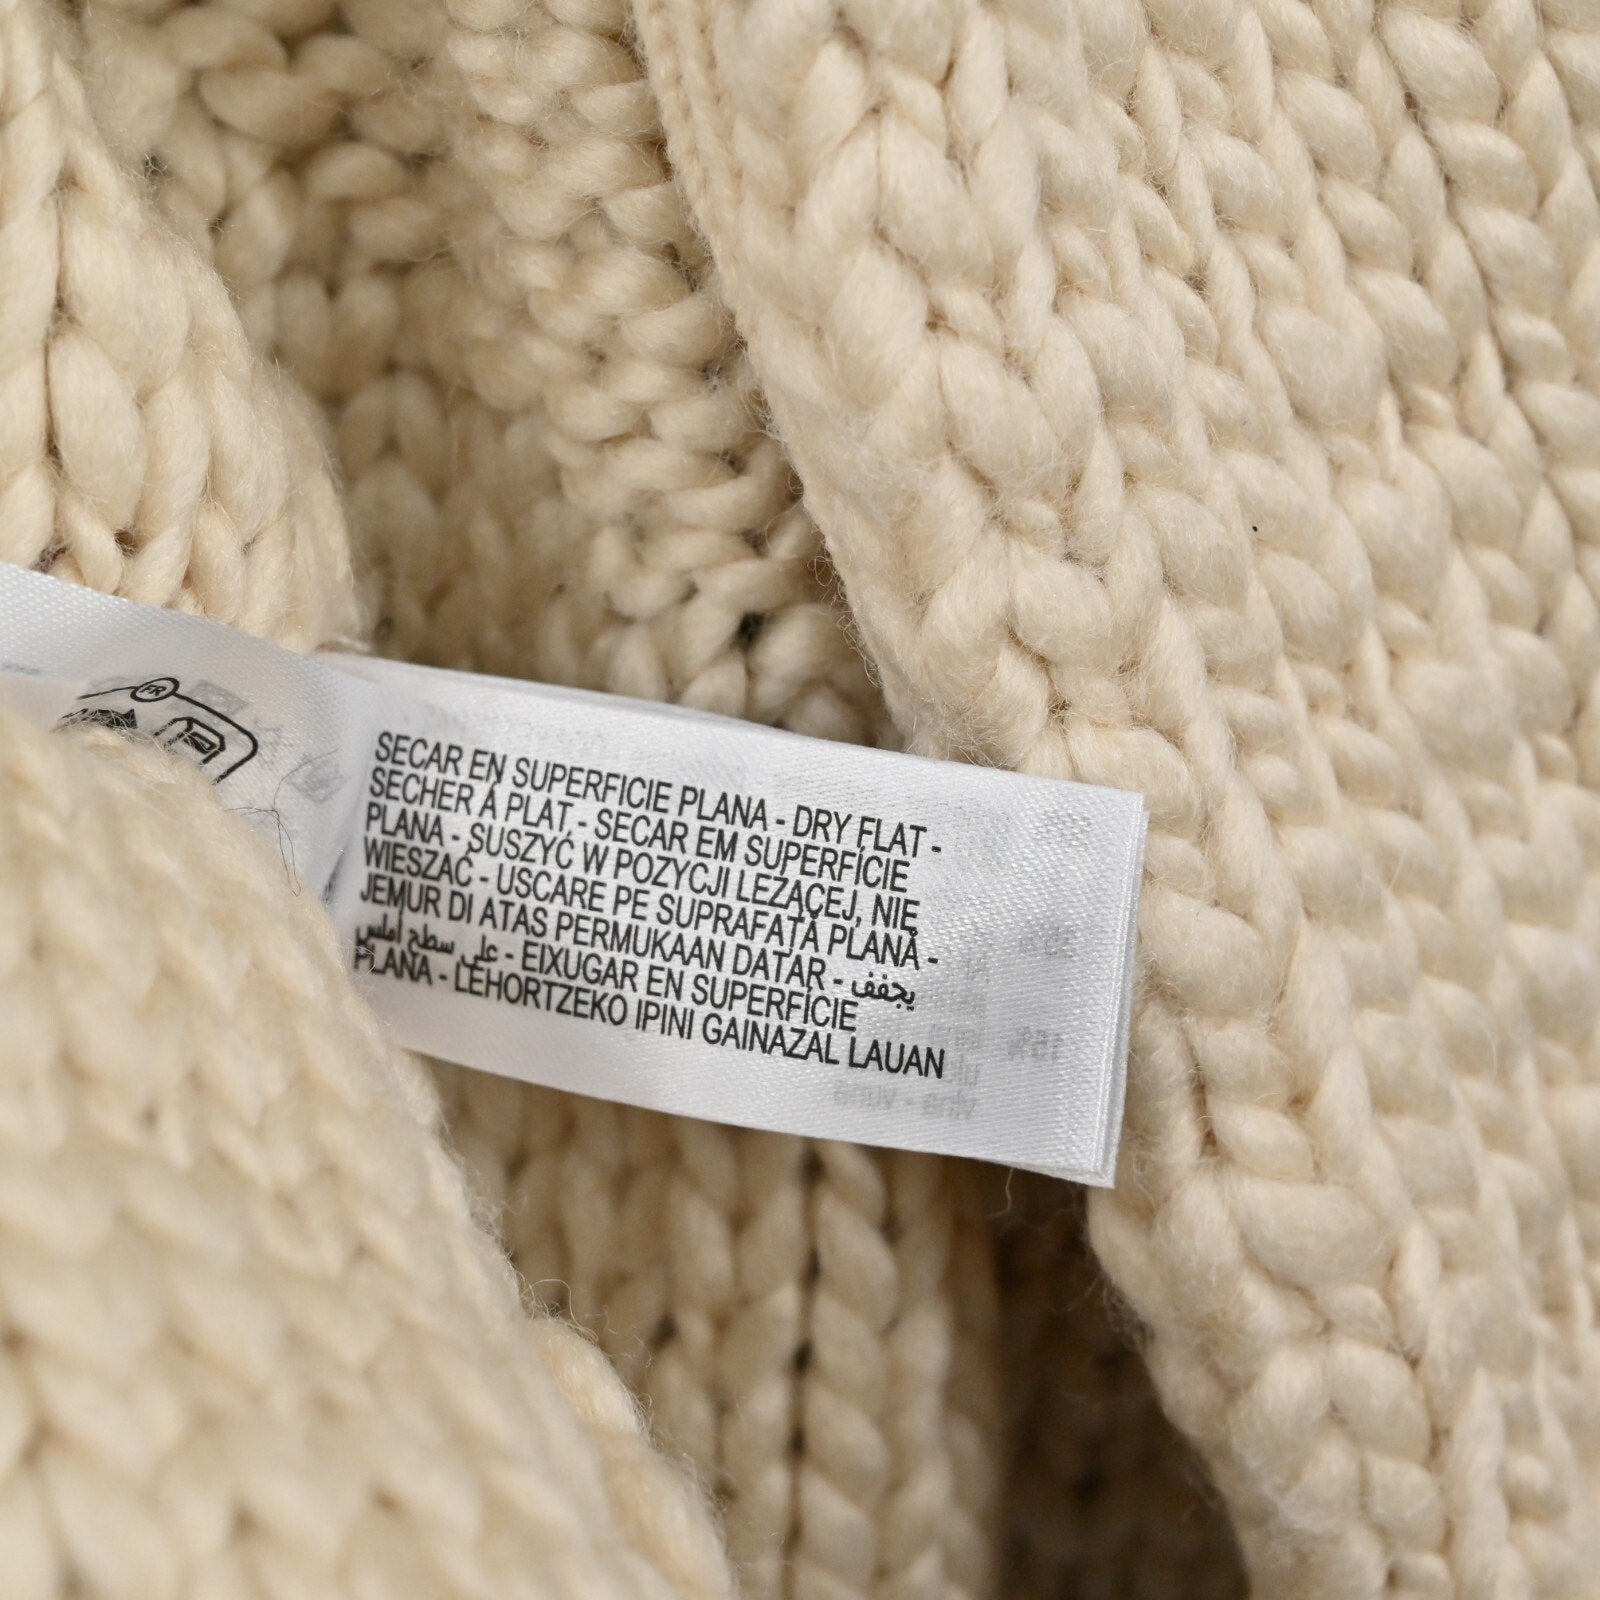 FR
SECAR EN SUPERFICIE PLANA - DRY FLAT -
SECHER Á PLAT - SECAR EM SUPERFÍCIE
PLANA - SUSZYĆ W POZYCJI LEŻĄCEJ, NIE
WIESZAĆ - USCARE PE SUPRAFAȚĂ PLANĂ -
JEMUR DI ATAS PERMUKAAN DATAR - يجفف
على سطح أملس - EIXUGAR EN SUPERFÍCIE
PLANA - LEHORTZEKO IPINI GAINAZAL LAUAN